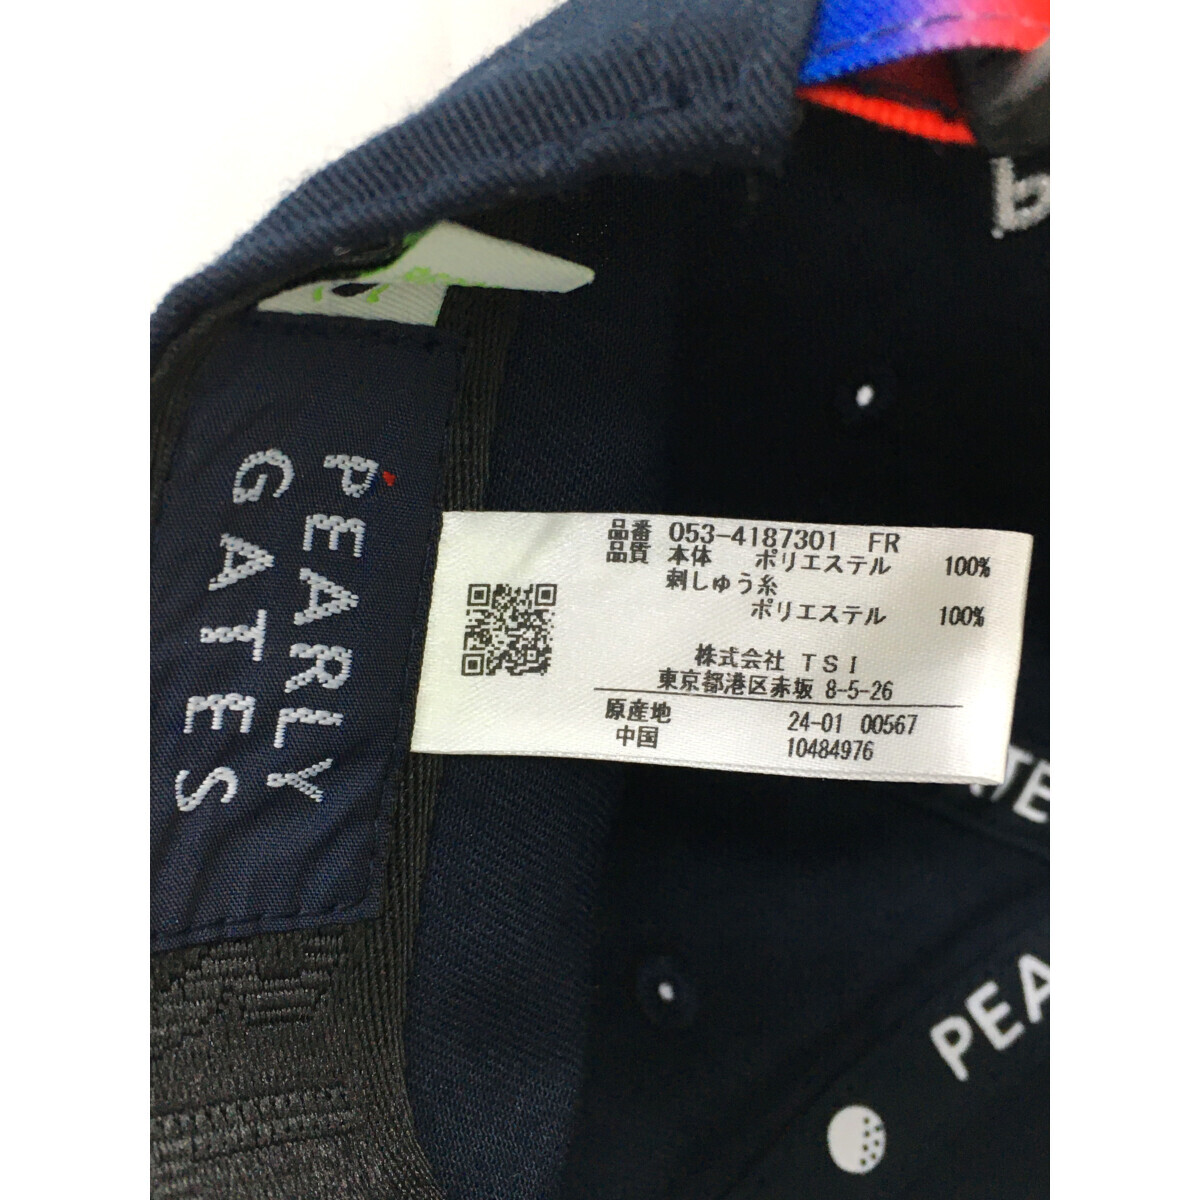 PEARLY
GATES
品番 053-4187301 FR
品質 本体 ポリエステル 100%
刺しゅう糸
ポリエステル 100%
株式会社 TSI
東京都港区赤坂 8-5-26
原産地 24-01 00567
中国 10484976
PEA